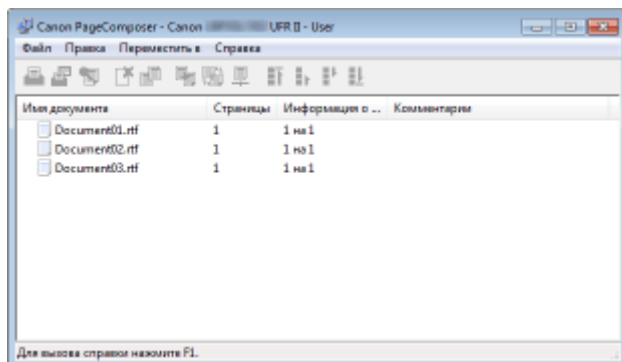 Canon PageComposer - Canon UFR II - User
Файл Правка Переместить в Справка
Имя документа Страницы Информация о ... Комментарии
Document01.rtf 1 1 на 1
Document02.rtf 1 1 на 1
Document03.rtf 1 1 на 1
Для вызова справки нажмите F1.